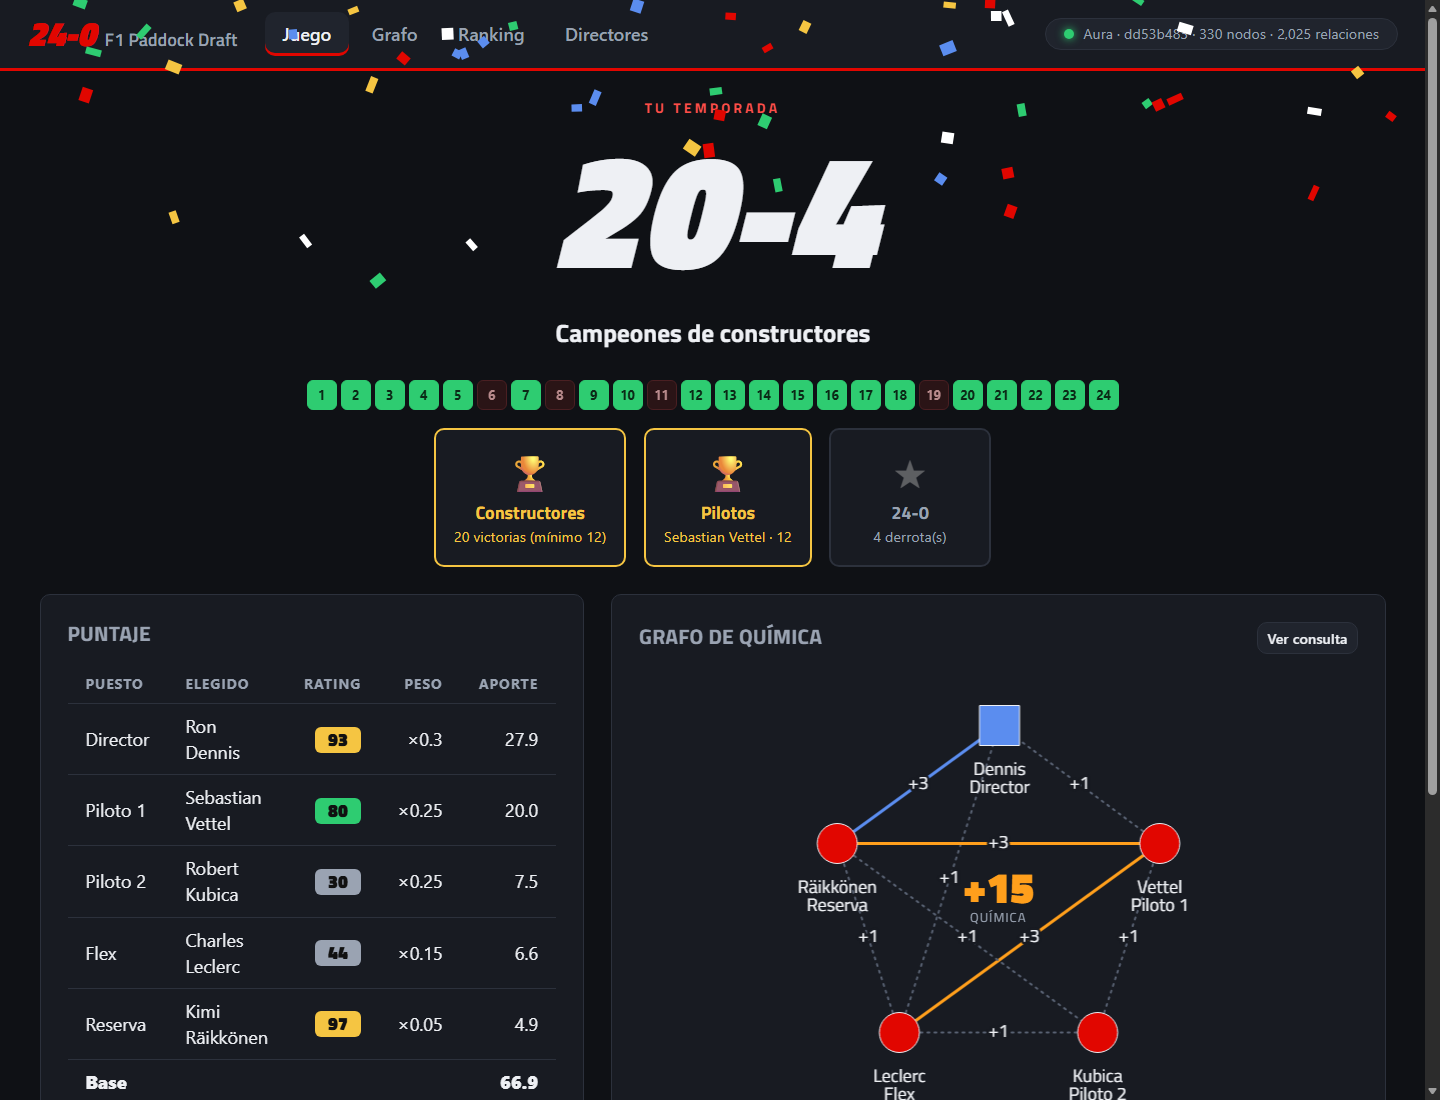 24-0 F1 Paddock Draft
Juego
Grafo
Ranking
Directores
Aura · dd53b485 · 330 nodos · 2,025 relaciones
TU TEMPORADA
20-4
Campeones de constructores
1 2 3 4 5 6 7 8 9 10 11 12 13 14 15 16 17 18 19 20 21 22 23 24
Constructores
20 victorias (mínimo 12)
Pilotos
Sebastian Vettel · 12
24-0
4 derrota(s)
PUNTAJE
PUESTO ELEGIDO RATING PESO APORTE
Director Ron Dennis 93 ×0.3 27.9
Piloto 1 Sebastian Vettel 80 ×0.25 20.0
Piloto 2 Robert Kubica 30 ×0.25 7.5
Flex Charles Leclerc 44 ×0.15 6.6
Reserva Kimi Räikkönen 97 ×0.05 4.9
Base 66.9
GRAFO DE QUÍMICA
Ver consulta
Dennis
Director
+3
+1
+3
Räikkönen
Reserva
+1
+15
QUÍMICA
Vettel
Piloto 1
+1
+1
+3
+1
+1
Leclerc
Flex
Kubica
Piloto 2